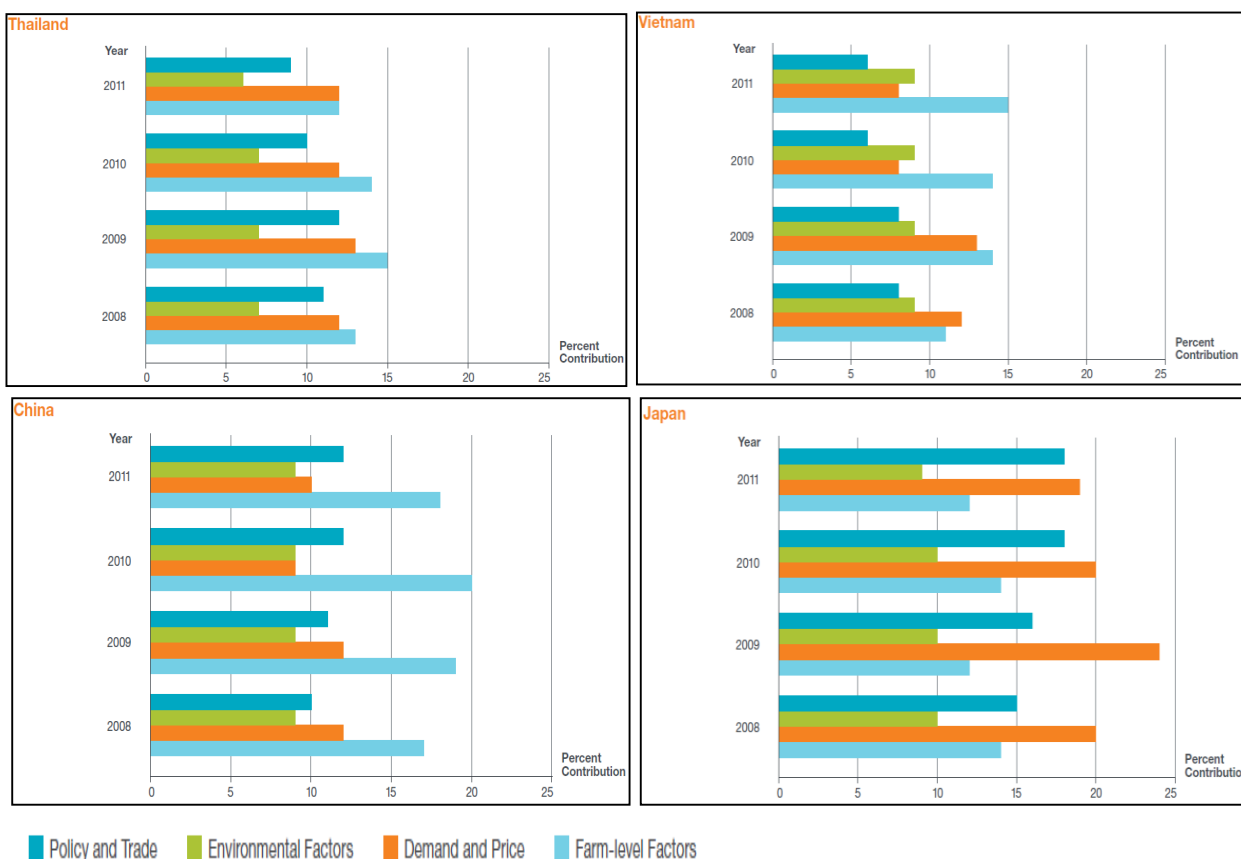 Thailand
Year
2011
2010
2009
2008
Percent
Contribution
0 5 10 15 20 25
Vietnam
Year
2011
2010
2009
2008
Percent
Contribution
0 5 10 15 20 25
China
Year
2011
2010
2009
2008
Percent
Contribution
0 5 10 15 20 25
Japan
Year
2011
2010
2009
2008
Percent
Contribution
0 5 10 15 20 25
Policy and Trade Environmental Factors Demand and Price Farm-level Factors